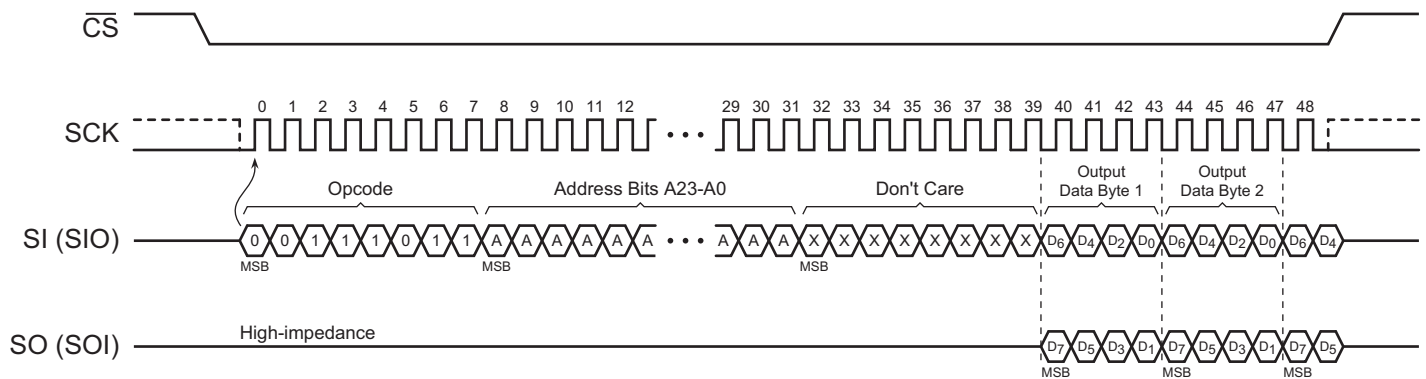 CS
0 1 2 3 4 5 6 7 8 9 10 11 12 29 30 31 32 33 34 35 36 37 38 39 40 41 42 43 44 45 46 47 48
SCK
Opcode
Address Bits A23-A0
Don't Care
Output
Data Byte 1
Output
Data Byte 2
SI (SIO)
0 0 1 1 1 0 1 1 A A A A A A • • • A A A X X X X X X X X D6 D4 D2 D0 D6 D4 D2 D0 D6 D4
MSB MSB MSB
High-impedance
SO (SOI)
D7 D5 D3 D1 D7 D5 D3 D1 D7 D5
MSB MSB MSB